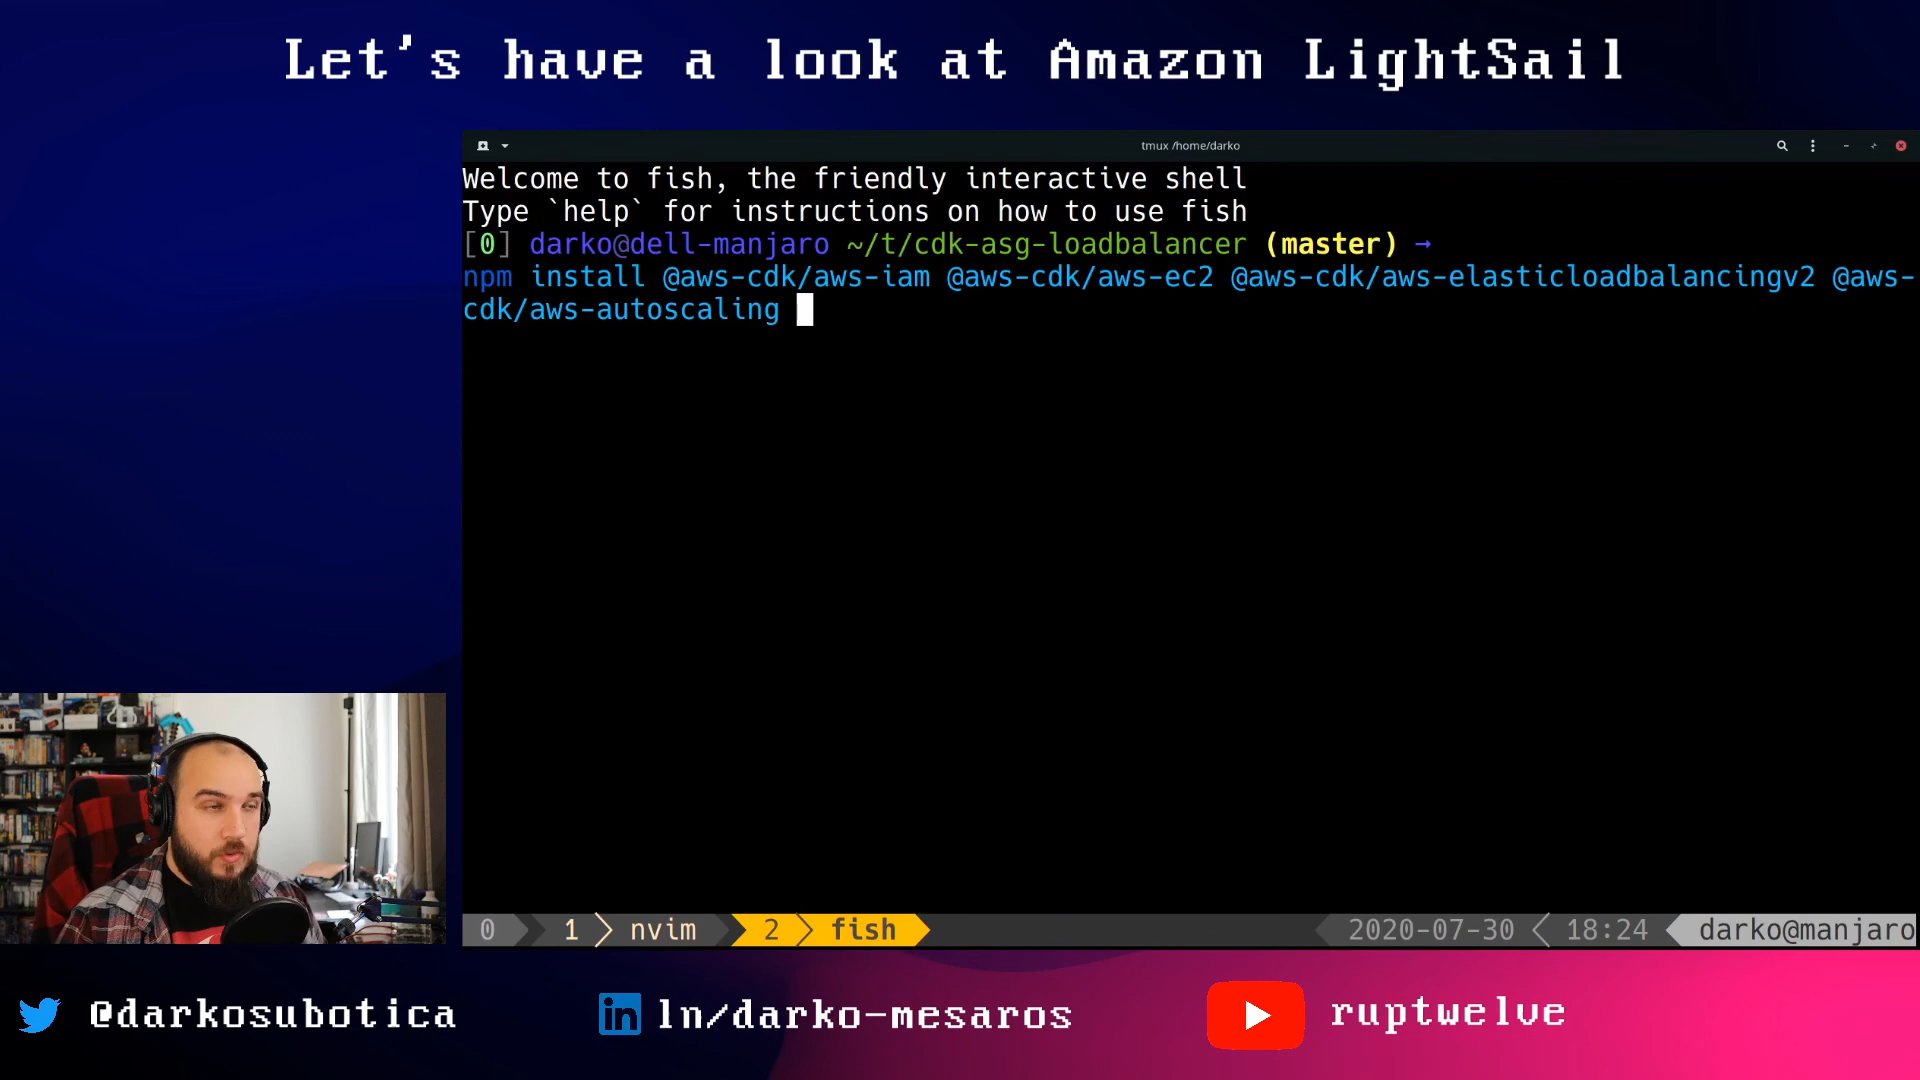 Let's have a look at Amazon LightSail
tmux /home/darko
Welcome to fish, the friendly interactive shell
Type `help` for instructions on how to use fish
[0] darko@dell-manjaro ~/t/cdk-asg-loadbalancer (master) →
npm install @aws-cdk/aws-iam @aws-cdk/aws-ec2 @aws-cdk/aws-elasticloadbalancingv2 @aws-
cdk/aws-autoscaling
0 1 nvim 2 fish 2020-07-30 18:24 darko@manjaro
@darkosubotica in ln/darko-mesaros ruptwelve